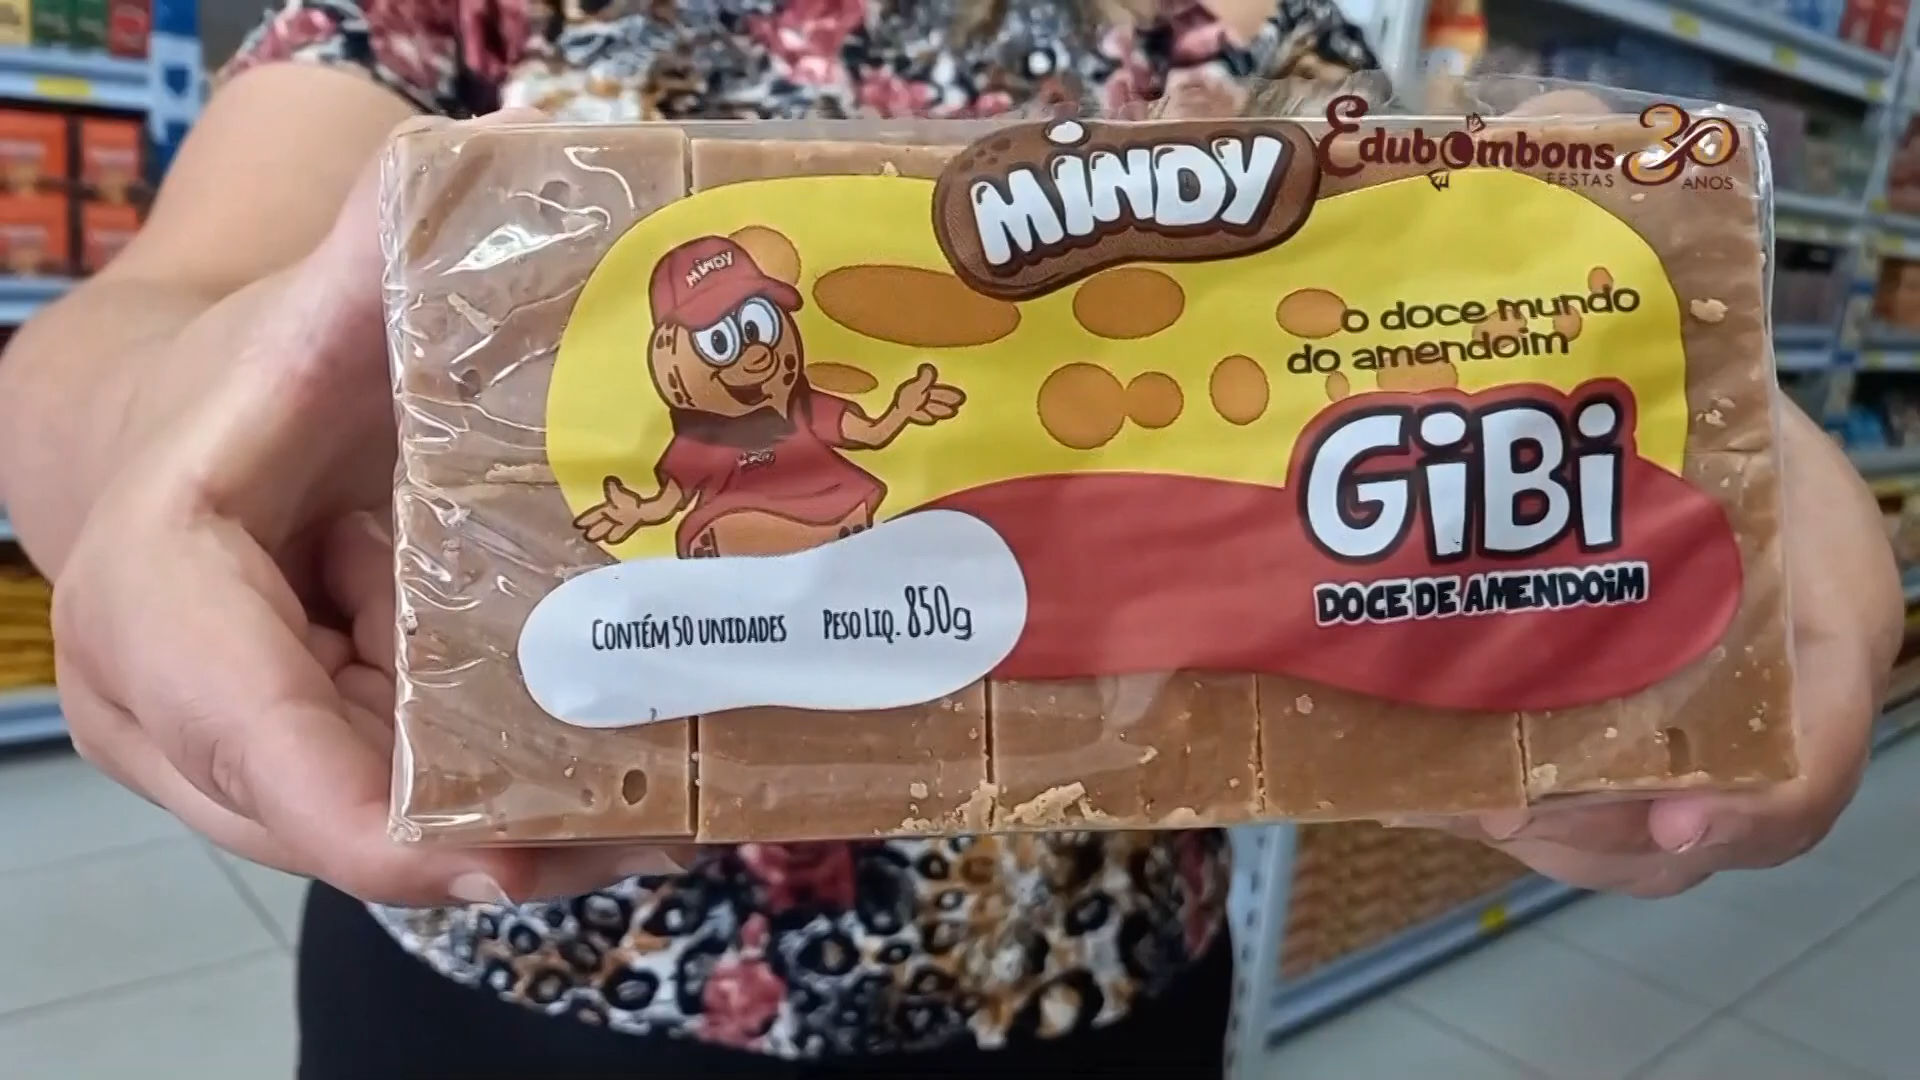 MiNDY
Edubombons 30
FESTAS ANOS
MiNDY
o doce mundo
do amendoim
GiBi
DOCE DE AMENDOiM
CONTÉM 50 UNIDADES PESO LIQ. 850g